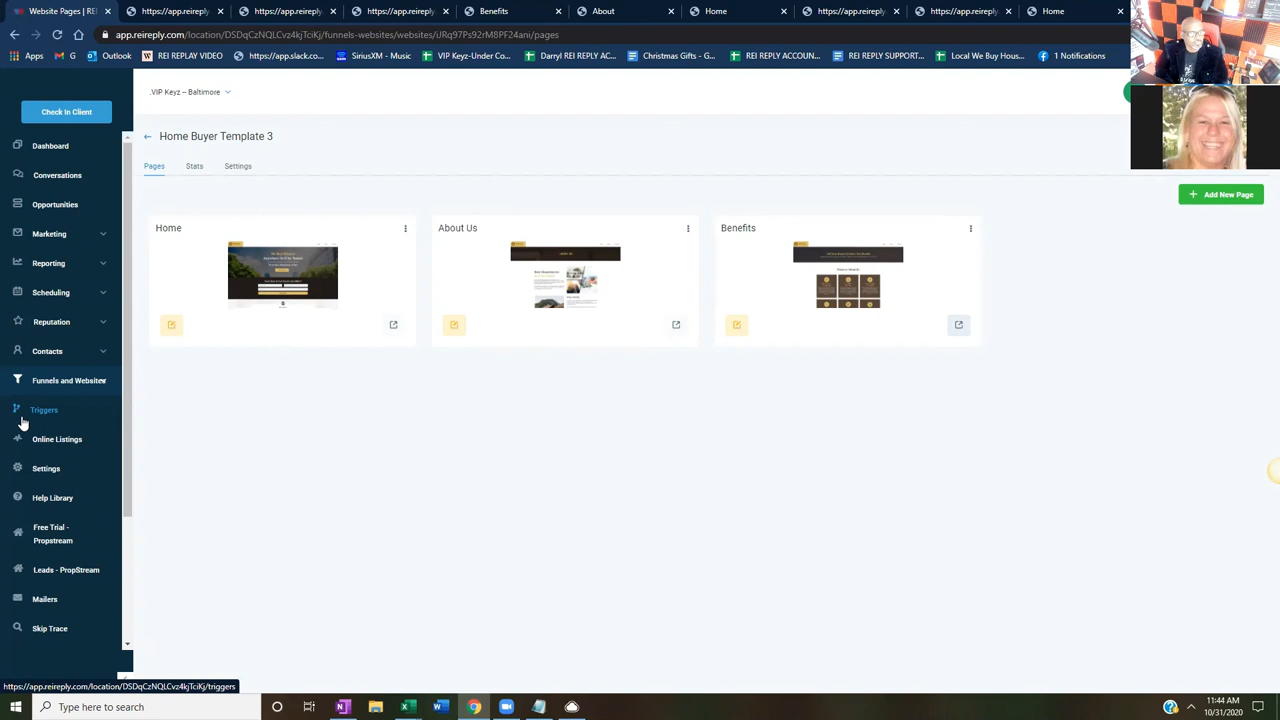 Website Pages |
https://app.reireply.c
https://app.reireply.c
https://app.reireply.c
Benefits
About
Home
https://app.reireply.c
https://app.reireply.c
Home
app.reireply.com/location/DSDqCzNQLCvz4kjTciKj/funnels-websites/websites/iJRq97Ps92rM8PF24ani/pages
Apps
G
Outlook
REI REPLAY VIDEO
https://app.slack.co...
SiriusXM - Music
VIP-Keyz-Utter Co...
Darryl REI REPLY AC...
Christmas Gifts - G...
REI REPLY ACCOUN...
REI REPLY SUPPORT...
Local We Buy Hous...
1 Notifications
Check In Client
.VIP Keyz -- Baltimore
Home Buyer Template 3
Pages
Stats
Settings
Add New Page
Home
About Us
Benefits
Dashboard
Conversations
Opportunities
Marketing
Reporting
Scheduling
Reputation
Contacts
Funnels and Websites
Triggers
Online Listings
Settings
Help Library
Free Trial -
Propstream
Leads - PropStream
Mailers
Skip Trace
https://app.reireply.com/location/DSDqCzNQLCvz4kjTciKj/triggers
Type here to search
11:44 AM
10/31/2020